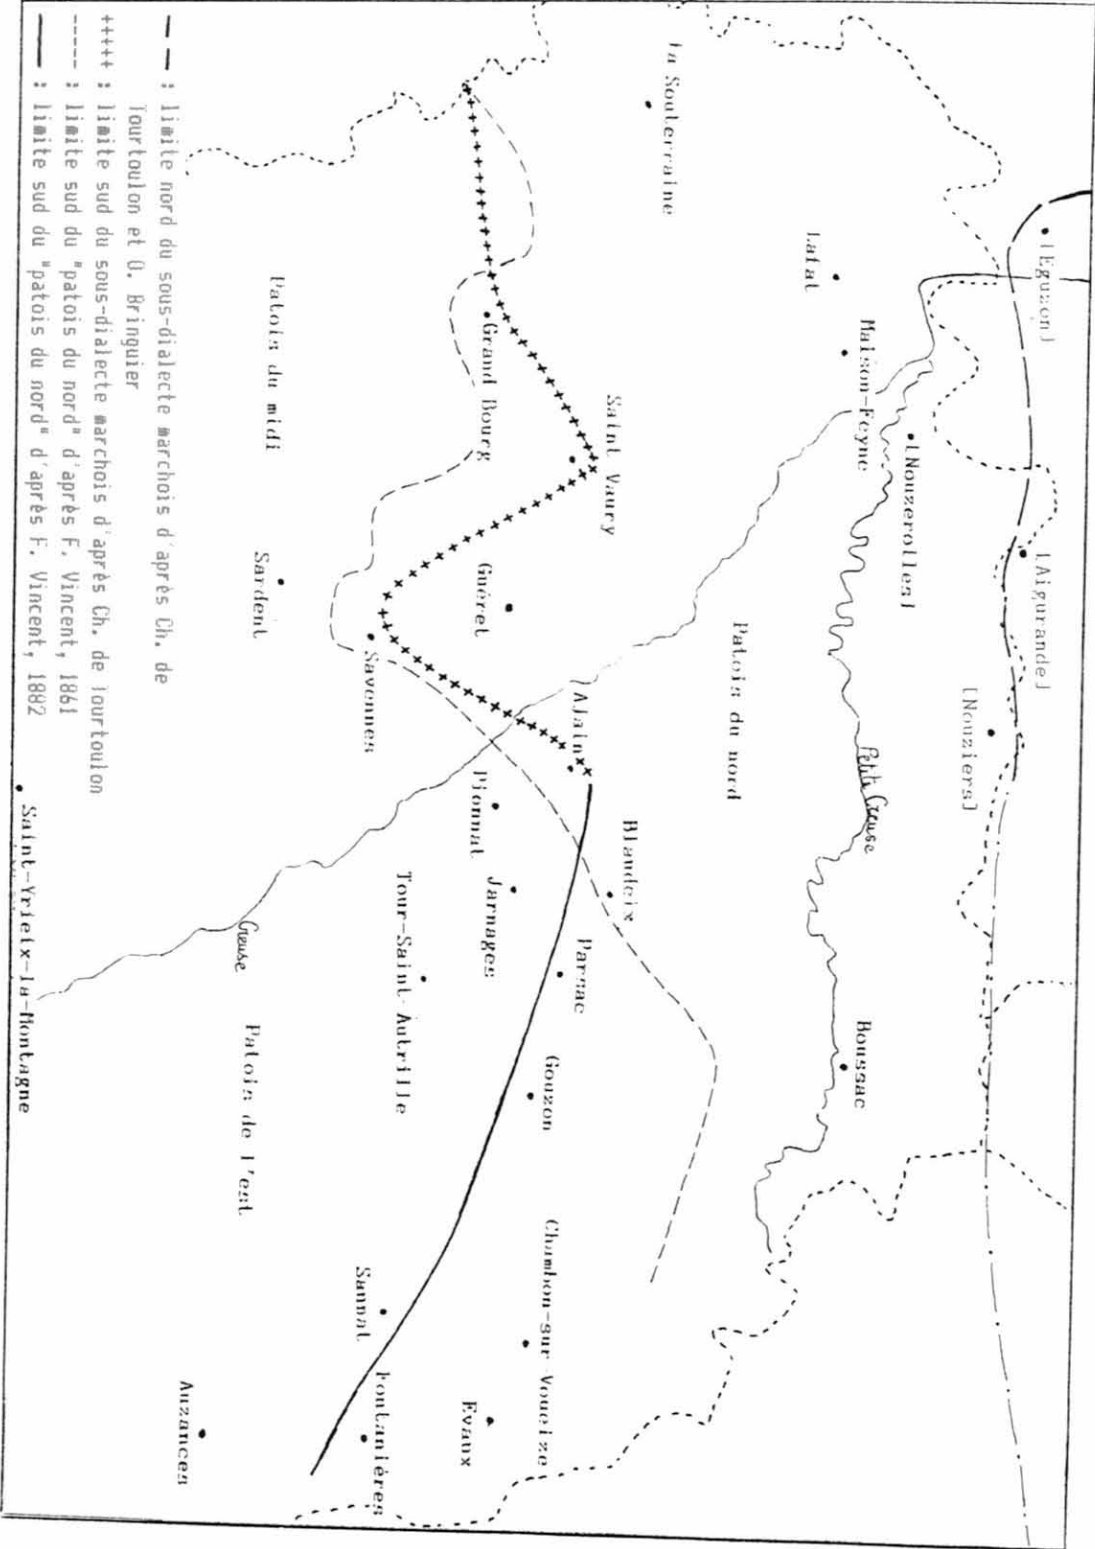 [Eguzon]
[Aigurande]
[Nouziers]
La Souterraine
Lafat
Maison-Feyne
[Nouzerolles]
Petite Creuse
Boussac
Patois du nord
Saint Vaury
Grand Bourg
Guéret
Ajain
Blaudeix
Parsac
Gouzon
Chambon-sur Voueize
Evaux
Pionnat
Jarnages
Savennes
Sardent
Tour-Saint Autrille
Sannat
Fontanières
Auzances
Patois du midi
Creuse
Patois de l'est
Saint-Yrieix-la-Montagne
— — : limite nord du sous-dialecte marchois d'après Ch. de
Tourtoulon et O. Bringuier
+++++ : limite sud du sous-dialecte marchois d'après Ch. de Tourtoulon
----- : limite sud du "patois du nord" d'après F. Vincent, 1861
—— : limite sud du "patois du nord" d'après F. Vincent, 1882